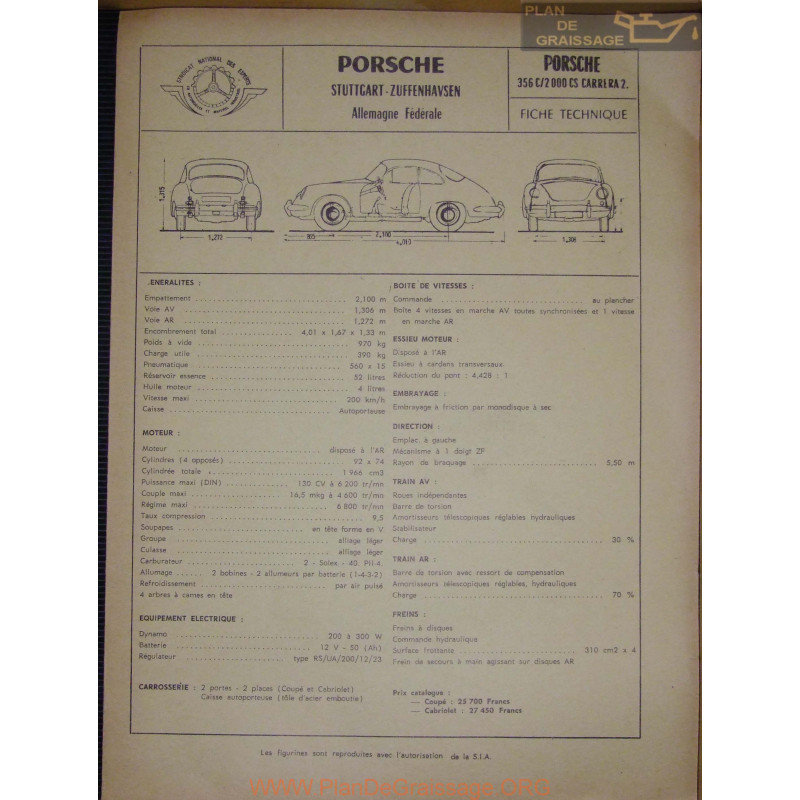 PLAN
DE
GRAISSAGE
SYNDICAT NATIONAL DES EXPERTS
PORSCHE
STUTTGART-ZUFFENHAVSEN
Allemagne Fédérale
PORSCHE
356 C/2 000 CS CARRERA 2.
FICHE TECHNIQUE
1,315
1,272
815
2,100
4,013
1,306
ENERALITES :
Empattement 2,100 m
Voie AV 1,306 m
Voie AR 1,272 m
Encombrement total 4,01 x 1,67 x 1,33 m
Poids à vide 970 kg
Charge utile 390 kg
Pneumatique 560 x 15
Réservoir essence 52 litres
Huile moteur 4 litres
Vitesse maxi 200 km/h
Caisse Autoporteuse
MOTEUR :
Moteur disposé à l'AR
Cylindres (4 opposés) 92 x 74
Cylindrée totale 1 966 cm3
Puissance maxi (DIN) 130 CV à 6 200 tr/mn
Couple maxi 16,5 mkg à 4 600 tr/mn
Régime maxi 6 800 tr/mn
Taux compression 9,5
Soupapes en tête forme en V
Groupe alliage léger
Culasse alliage léger
Carburateur 2 - Solex - 40. PII-4.
Allumage 2 bobines - 2 allumeurs par batterie (1-4-3-2)
Refroidissement par air pulsé
4 arbres à cames en tête
EQUIPEMENT ELECTRIQUE :
Dynamo 200 à 300 W
Batterie 12 V - 50 (Ah)
Régulateur type RS/UA/200/12/23
CARROSSERIE : 2 portes - 2 places (Coupé et Cabriolet)
Caisse autoporteuse (tôle d'acier emboutie)
BOITE DE VITESSES :
Commande au plancher
Boîte 4 vitesses en marche AV toutes synchronisées et 1 vitesse
en marche AR.
ESSIEU MOTEUR :
Disposé à l'AR
Essieu à cardans transversaux
Réduction du pont : 4,428 : 1
EMBRAYAGE :
Embrayage à friction par monodisque à sec
DIRECTION :
Emplac. à gauche
Mécanisme à 1 doigt ZF
Rayon de braquage 5,50 m
TRAIN AV :
Roues indépendantes
Barre de torsion
Amortisseurs télescopiques réglables hydrauliques
Stabilisateur
Charge 30 %
TRAIN AR :
Barre de torsion avec ressort de compensation
Amortisseurs télescopiques réglables, hydrauliques
Charge 70 %
FREINS :
Freins à disques
Commande hydraulique
Surface frottante 310 cm2 x 4
Frein de secours à main agissant sur disques AR
Prix catalogue :
— Coupé : 25 700 Francs
— Cabriolet : 27 450 Francs
Les figurines sont reproduites avec l'autorisation de la S.I.A.
www.PlanDeGraissage.ORG